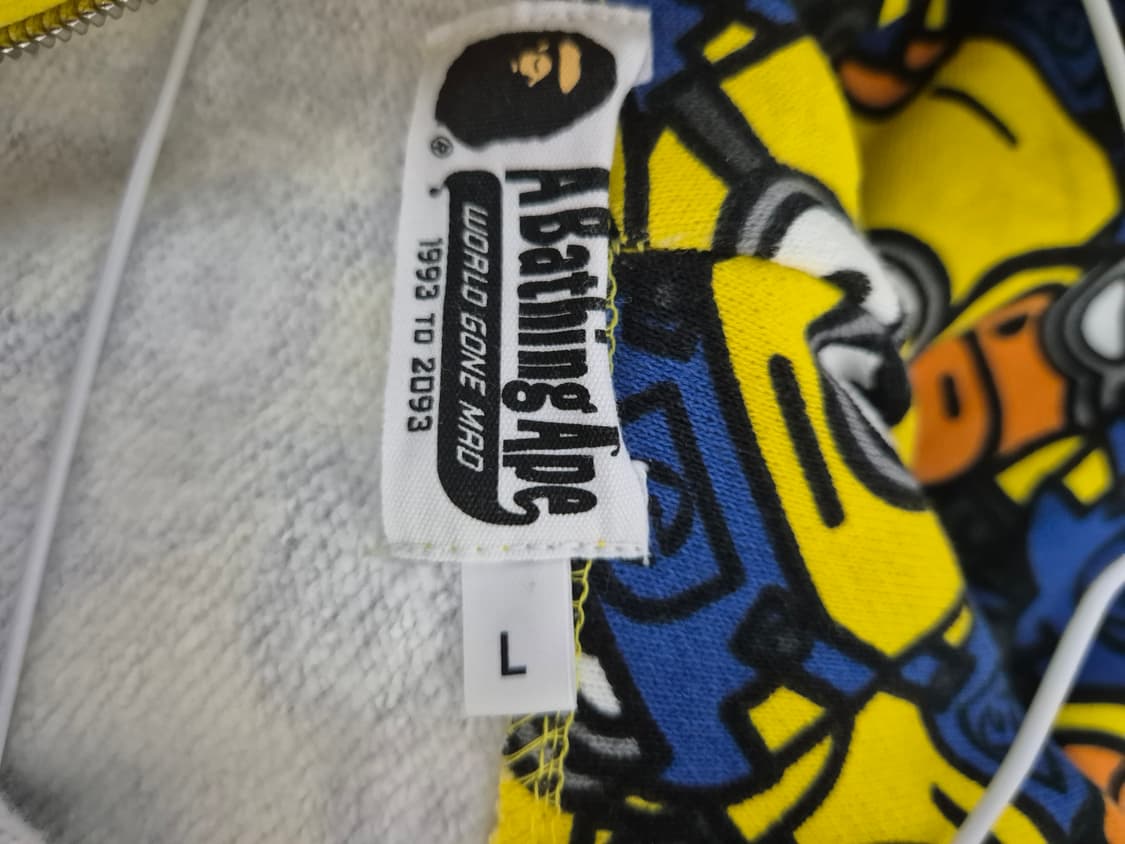 ®
A Bathing Ape
WORLD GONE MAD
1993 TO 2093
L